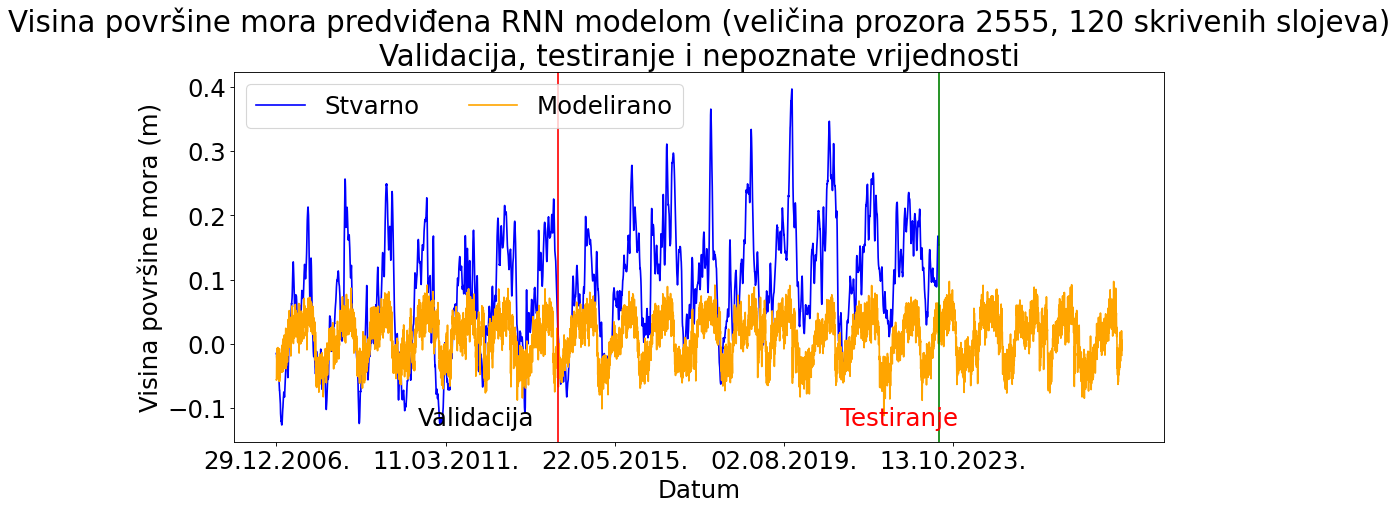 Visina površine mora predviđena RNN modelom (veličina prozora 2555, 120 skrivenih slojeva)
Validacija, testiranje i nepoznate vrijednosti
Stvarno
Modelirano
0.4
0.3
0.2
0.1
0.0
−0.1
Visina površine mora (m)
Validacija
Testiranje
29.12.2006.
11.03.2011.
22.05.2015.
02.08.2019.
13.10.2023.
Datum